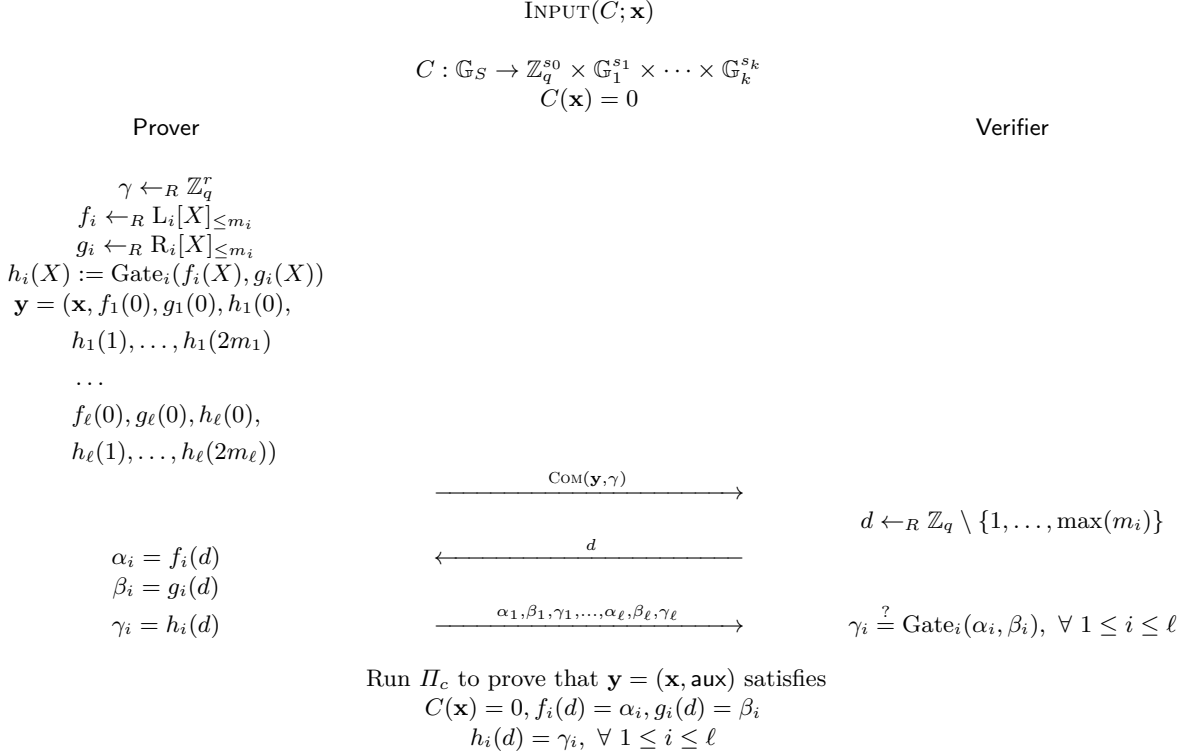 INPUT(C; x)
C : 𝔾_S → ℤ_q^{s_0} × 𝔾_1^{s_1} × ⋯ × 𝔾_k^{s_k}
C(x) = 0
Prover Verifier
γ ←_R ℤ_q^r
f_i ←_R L_i[X]_{≤m_i}
g_i ←_R R_i[X]_{≤m_i}
h_i(X) := Gate_i(f_i(X), g_i(X))
y = (x, f_1(0), g_1(0), h_1(0),
h_1(1), . . . , h_1(2m_1)
. . .
f_ℓ(0), g_ℓ(0), h_ℓ(0),
h_ℓ(1), . . . , h_ℓ(2m_ℓ))
COM(y,γ)
d ←_R ℤ_q \ {1, . . . , max(m_i)}
α_i = f_i(d) d
β_i = g_i(d)
γ_i = h_i(d) α_1,β_1,γ_1,...,α_ℓ,β_ℓ,γ_ℓ γ_i ≟ Gate_i(α_i, β_i), ∀ 1 ≤ i ≤ ℓ
Run Π_c to prove that y = (x, aux) satisfies
C(x) = 0, f_i(d) = α_i, g_i(d) = β_i
h_i(d) = γ_i, ∀ 1 ≤ i ≤ ℓ